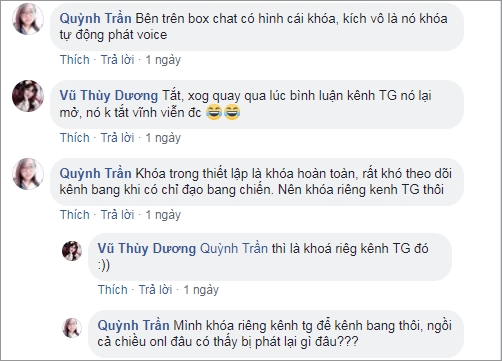 Quỳnh Trần Bên trên box chat có hình cái khóa, kích vô là nó khóa
tự động phát voice
Thích · Trả lời · 1 ngày
Vũ Thùy Dương Tắt, xog quay qua lúc bình luận kênh TG nó lại
mở, nó k tắt vĩnh viễn đc 😂😂
Thích · Trả lời · 1 ngày
Quỳnh Trần Khóa trong thiết lập là khóa hoàn toàn, rất khó theo dõi
kênh bang khi có chỉ đạo bang chiến. Nên khóa riêng kenh TG thôi
Thích · Trả lời · 1 ngày
Vũ Thùy Dương Quỳnh Trần thì là khoá riêg kênh TG đó
:))
Thích · Trả lời · 1 ngày
Quỳnh Trần Mình khóa riêng kênh tg để kênh bang thôi, ngồi
cả chiều onl đâu có thấy bị phát lại gì đâu???